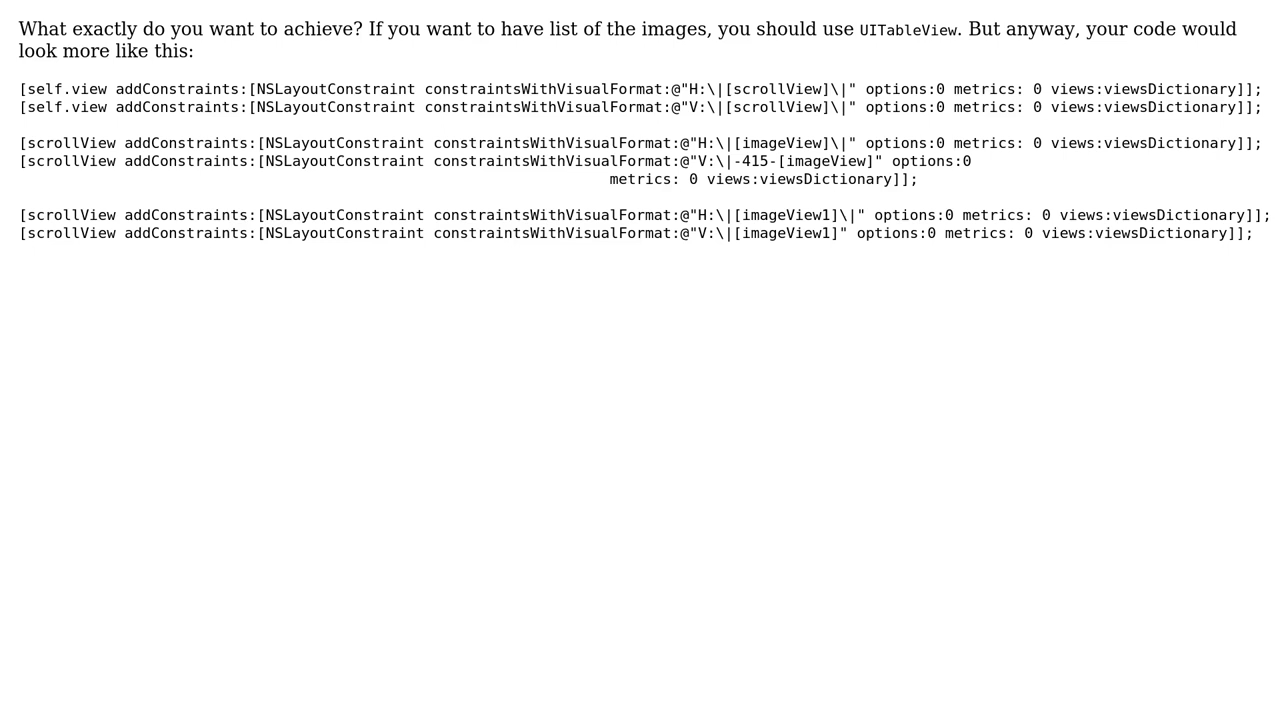 What exactly do you want to achieve? If you want to have list of the images, you should use UITableView. But anyway, your code would
look more like this:
[self.view addConstraints:[NSLayoutConstraint constraintsWithVisualFormat:@"H:\|[scrollView]\|" options:0 metrics: 0 views:viewsDictionary]];
[self.view addConstraints:[NSLayoutConstraint constraintsWithVisualFormat:@"V:\|[scrollView]\|" options:0 metrics: 0 views:viewsDictionary]];
[scrollView addConstraints:[NSLayoutConstraint constraintsWithVisualFormat:@"H:\|[imageView]\|" options:0 metrics: 0 views:viewsDictionary]];
[scrollView addConstraints:[NSLayoutConstraint constraintsWithVisualFormat:@"V:\|-415-[imageView]" options:0
metrics: 0 views:viewsDictionary]];
[scrollView addConstraints:[NSLayoutConstraint constraintsWithVisualFormat:@"H:\|[imageView1]\|" options:0 metrics: 0 views:viewsDictionary]];
[scrollView addConstraints:[NSLayoutConstraint constraintsWithVisualFormat:@"V:\|[imageView1]" options:0 metrics: 0 views:viewsDictionary]];